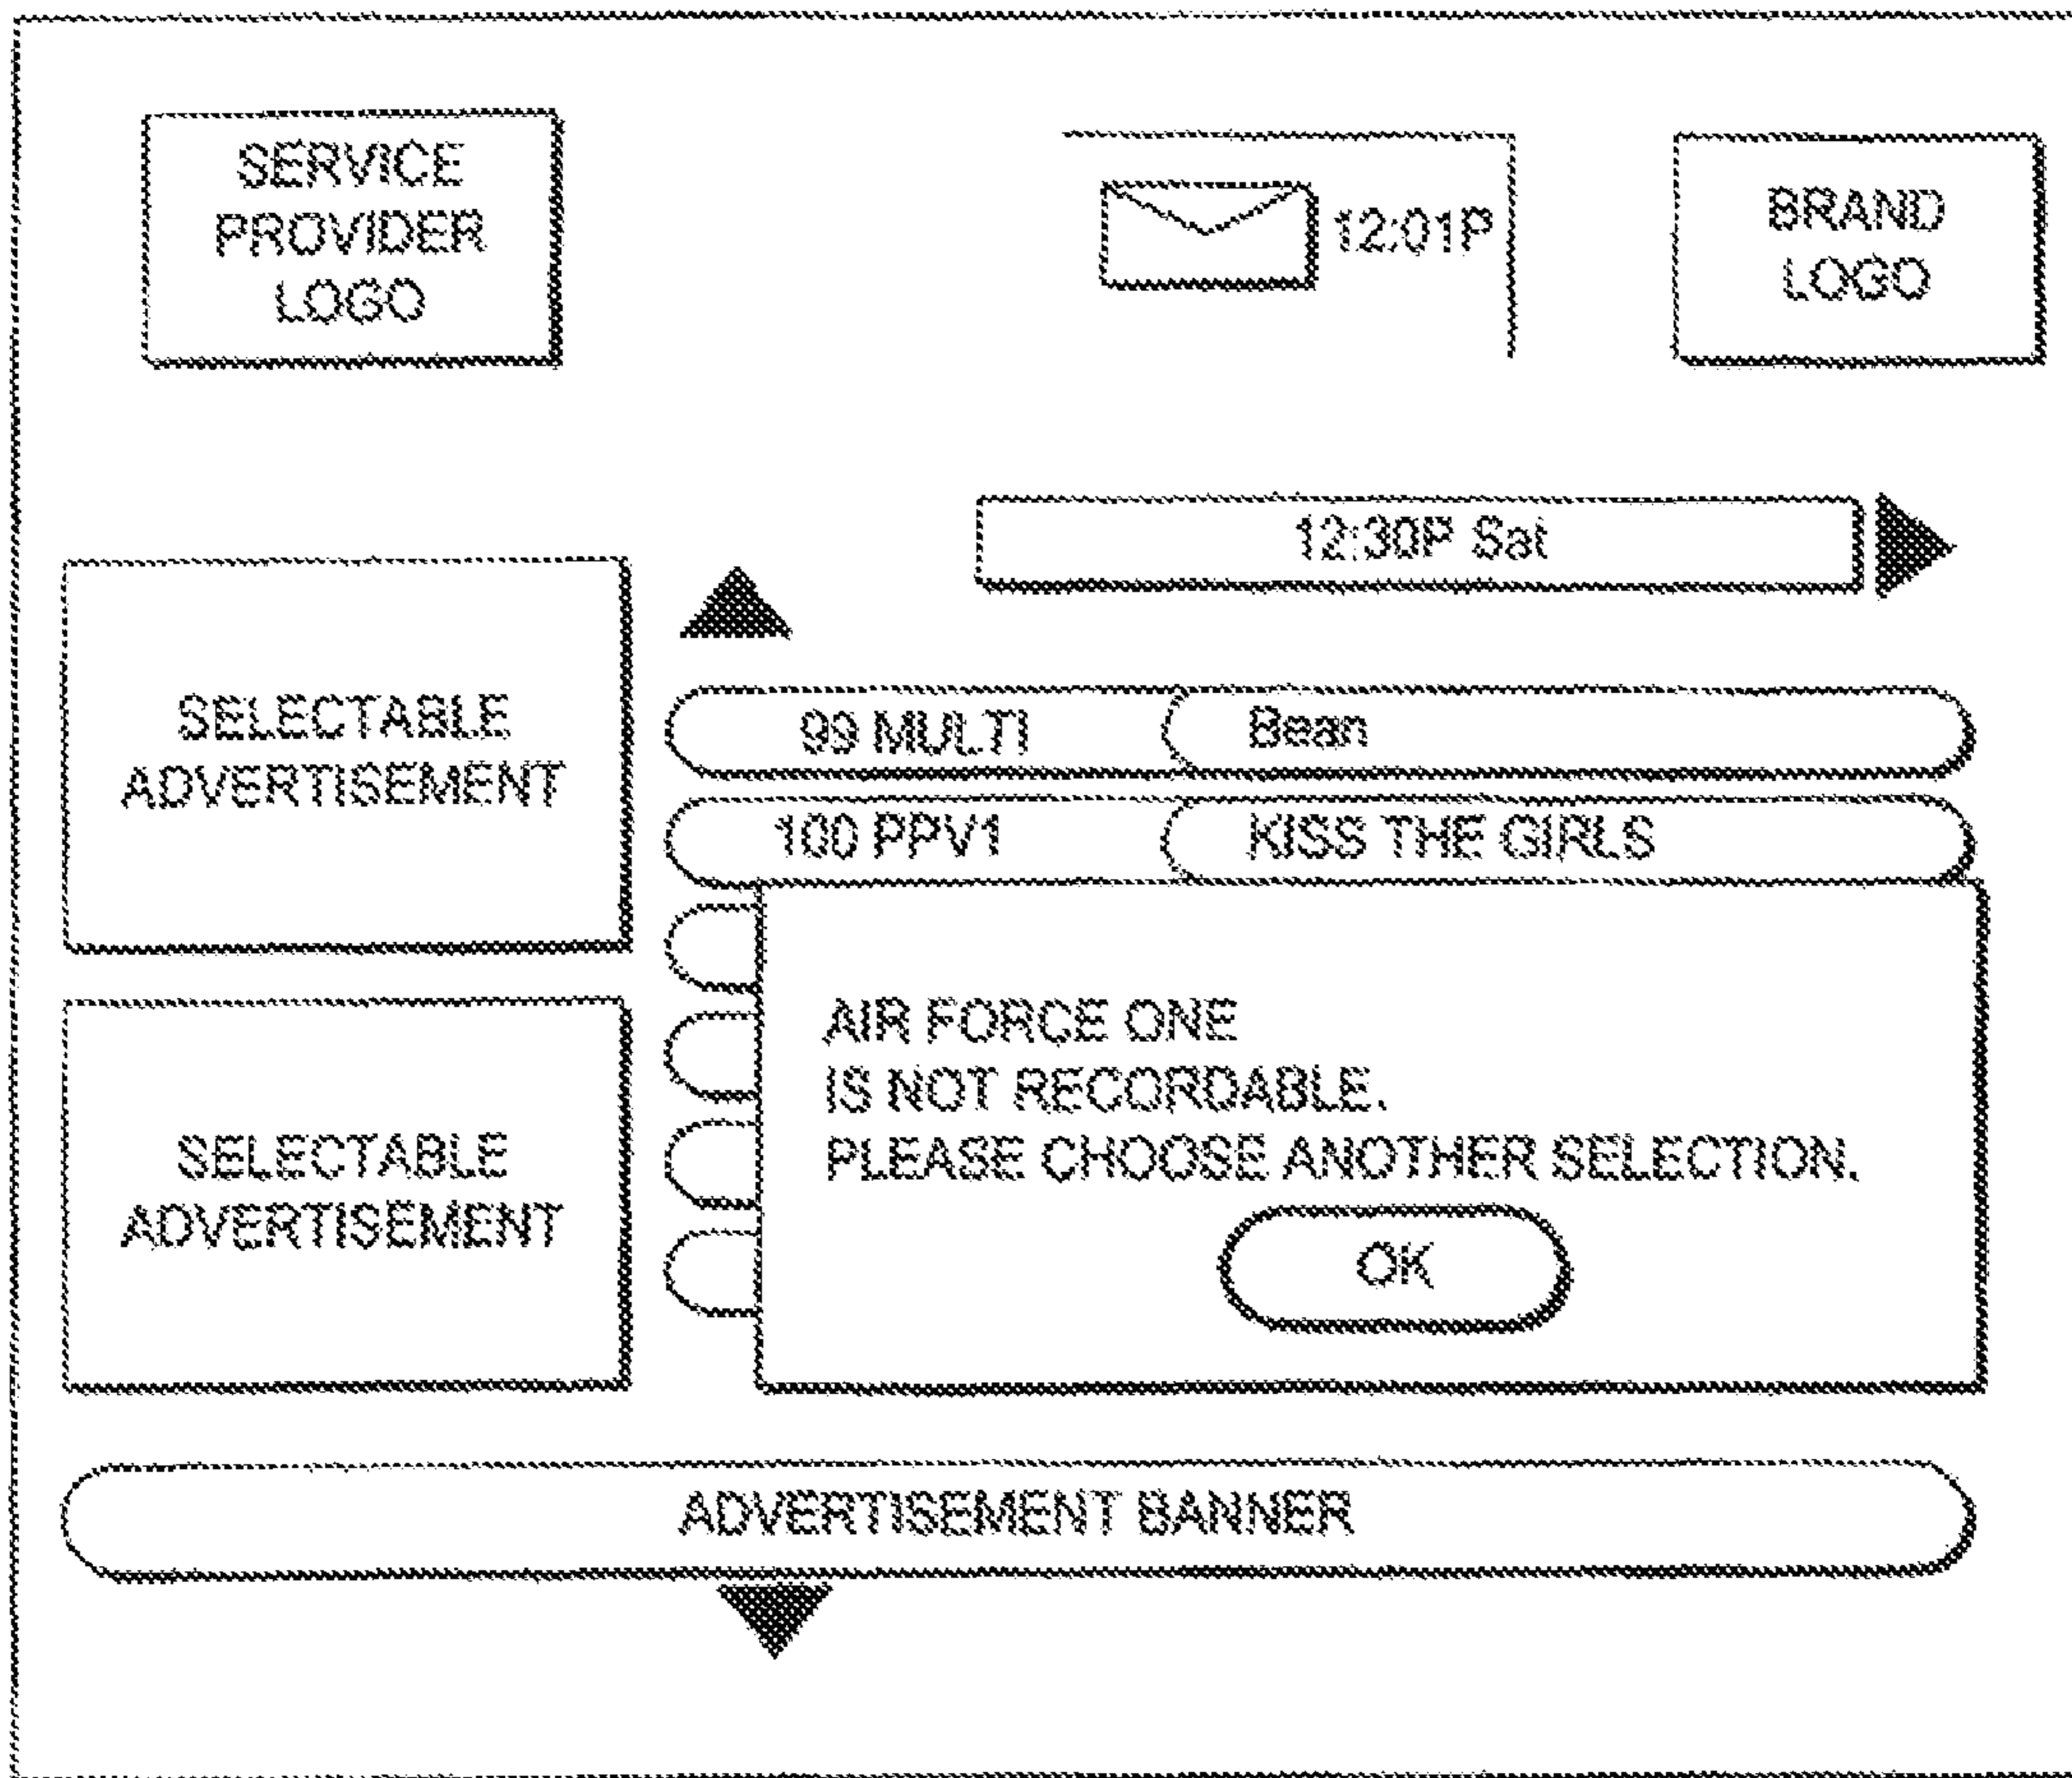 SERVICE
PROVIDER
LOGO
12:01P
BRAND
LOGO
12:30P Sat
SELECTABLE
ADVERTISEMENT
99 MULTI Bean
100 PPV1 KISS THE GIRLS
AIR FORCE ONE
IS NOT RECORDABLE.
PLEASE CHOOSE ANOTHER SELECTION.
OK
SELECTABLE
ADVERTISEMENT
ADVERTISEMENT BANNER